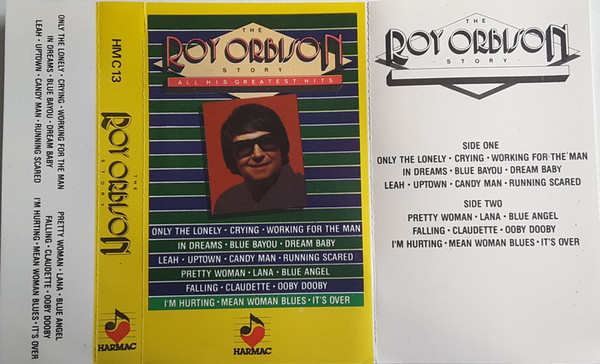 ONLY THE LONELY • CRYING • WORKING FOR THE MAN
IN DREAMS • BLUE BAYOU • DREAM BABY
LEAH • UPTOWN • CANDY MAN • RUNNING SCARED
PRETTY WOMAN • LANA • BLUE ANGEL
FALLING • CLAUDETTE • OOBY DOOBY
I'M HURTING • MEAN WOMAN BLUES • IT'S OVER
HMC 13
THE
ROY ORBISON
STORY
HARMAC
THE
ROY ORBISON
STORY
ALL HIS GREATEST HITS
ONLY THE LONELY • CRYING • WORKING FOR THE MAN
IN DREAMS • BLUE BAYOU • DREAM BABY
LEAH • UPTOWN • CANDY MAN • RUNNING SCARED
PRETTY WOMAN • LANA • BLUE ANGEL
FALLING • CLAUDETTE • OOBY DOOBY
I'M HURTING • MEAN WOMAN BLUES • IT'S OVER
HARMAC
THE
ROY ORBISON
STORY
SIDE ONE
ONLY THE LONELY • CRYING • WORKING FOR THE MAN
IN DREAMS • BLUE BAYOU • DREAM BABY
LEAH • UPTOWN • CANDY MAN • RUNNING SCARED
SIDE TWO
PRETTY WOMAN • LANA • BLUE ANGEL
FALLING • CLAUDETTE • OOBY DOOBY
I'M HURTING • MEAN WOMAN BLUES • IT'S OVER